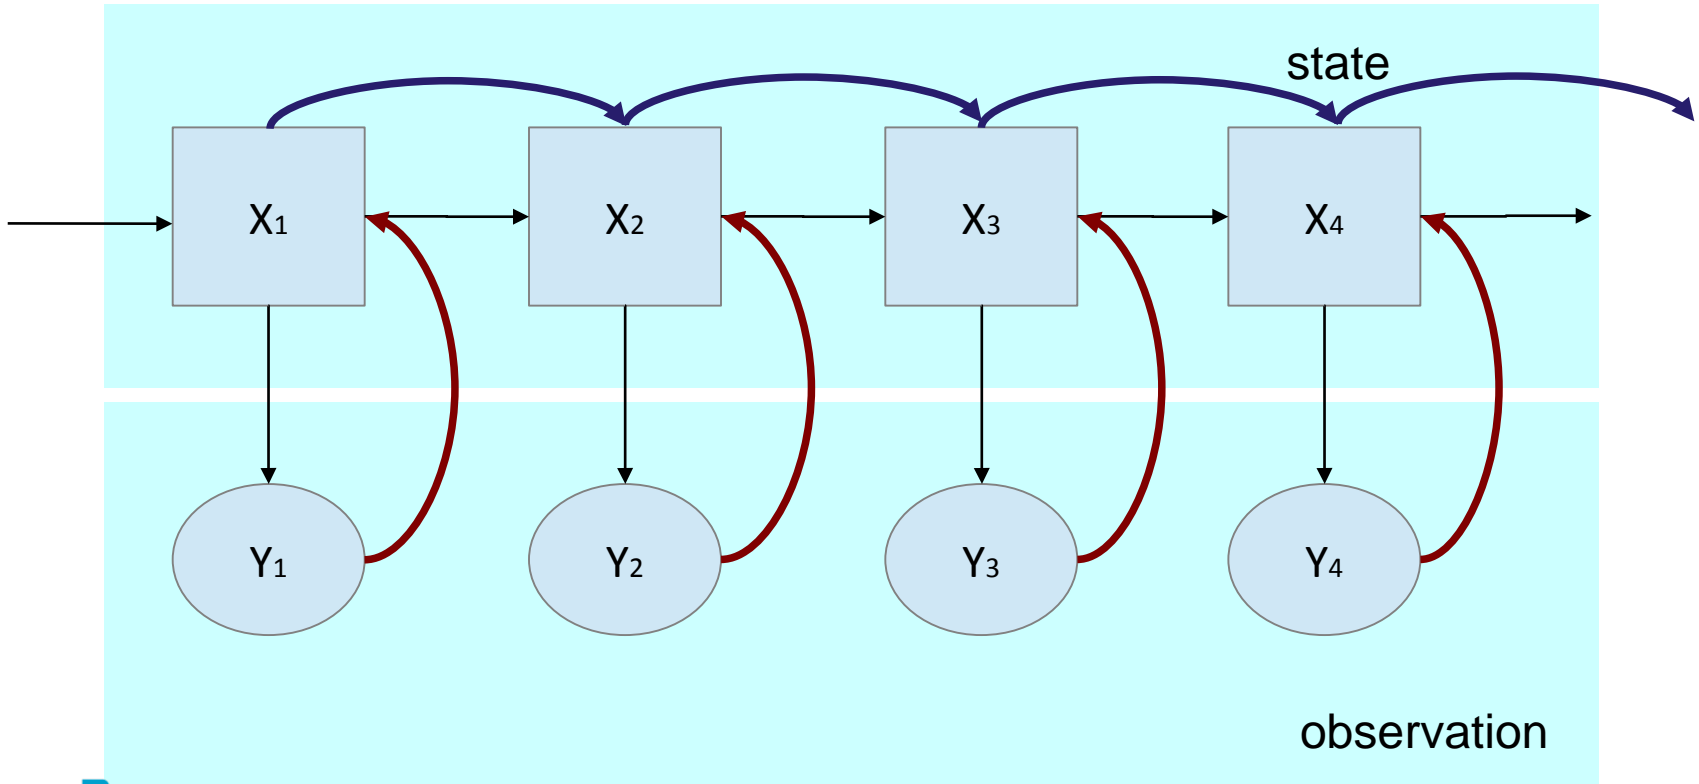 state
X1
X2
X3
X4
Y1
Y2
Y3
Y4
observation